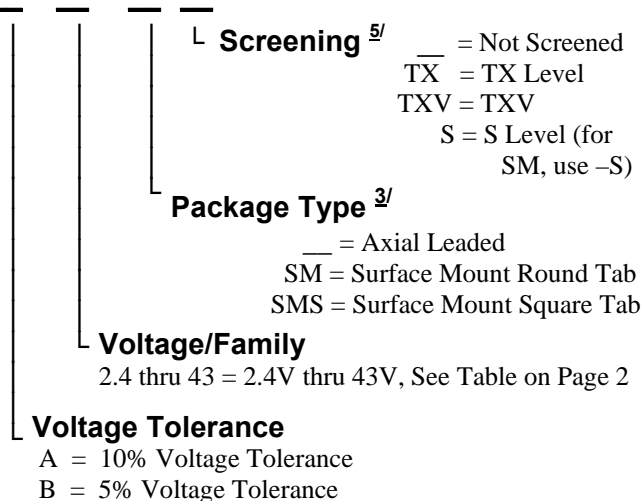 Screening 5/ __ = Not Screened
TX = TX Level
TXV = TXV
S = S Level (for
SM, use –S)
Package Type 3/
__ = Axial Leaded
SM = Surface Mount Round Tab
SMS = Surface Mount Square Tab
Voltage/Family
2.4 thru 43 = 2.4V thru 43V, See Table on Page 2
Voltage Tolerance
A = 10% Voltage Tolerance
B = 5% Voltage Tolerance